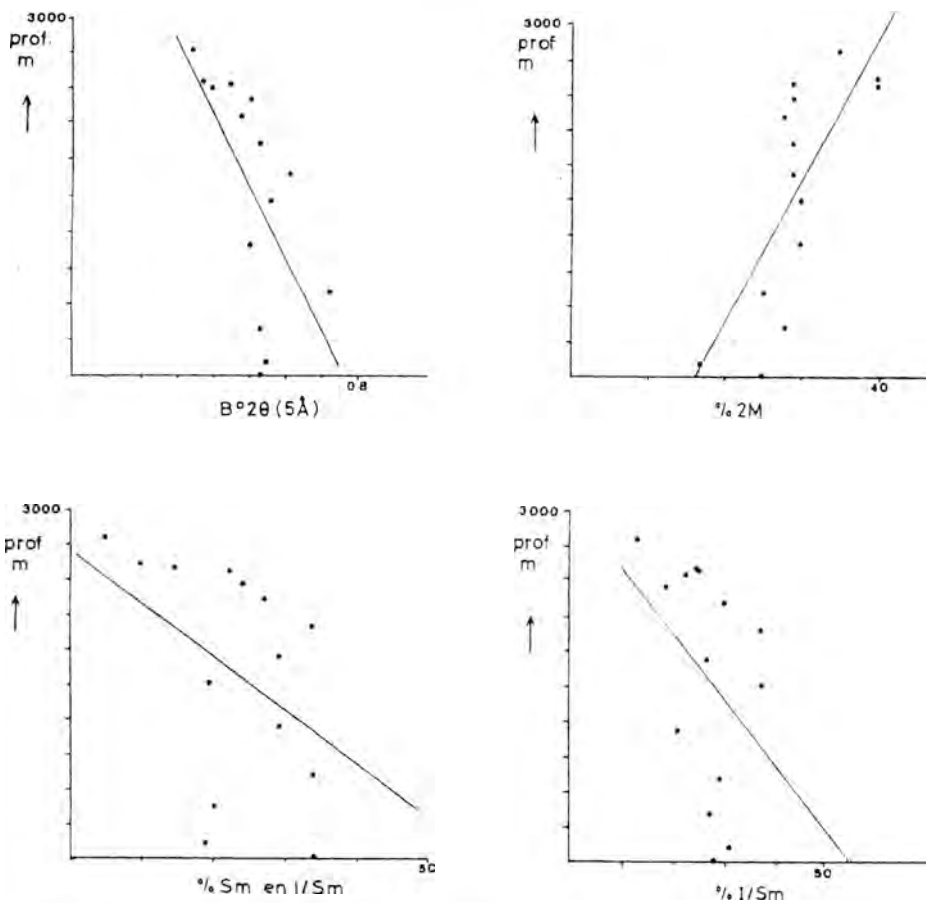 3000
prof.
m
0.8
B°2θ (5Å)
3000
prof
m
40
% 2M
3000
prof
m
50
% Sm en I/Sm
3000
prof
m
50
% I/Sm